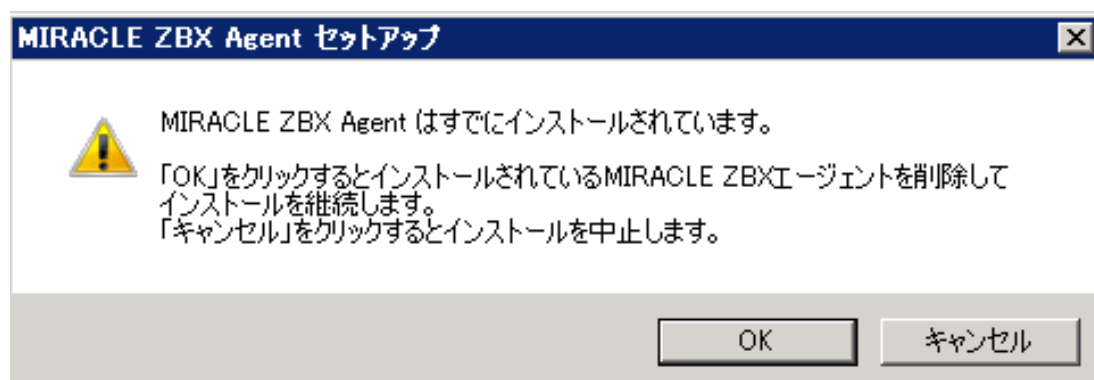 MIRACLE ZBX Agent セットアップ
MIRACLE ZBX Agent はすでにインストールされています。
「OK」をクリックするとインストールされているMIRACLE ZBXエージェントを削除して
インストールを継続します。
「キャンセル」をクリックするとインストールを中止します。
OK
キャンセル